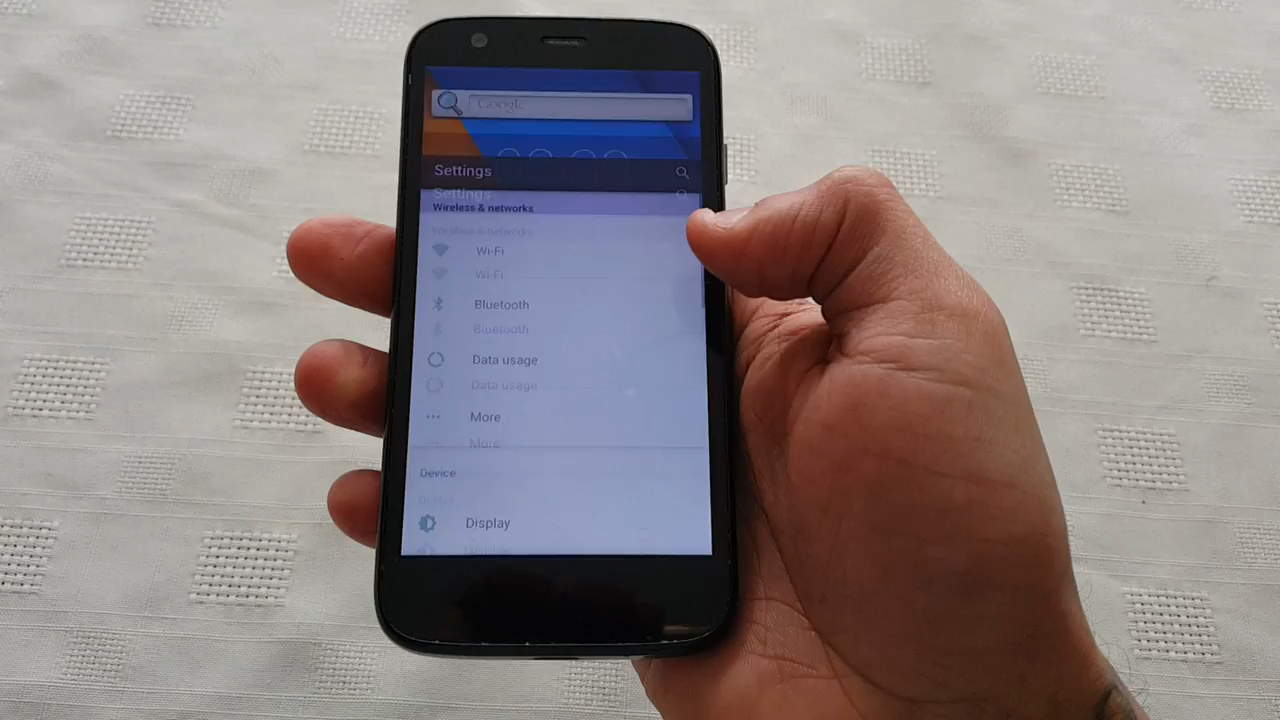 Google
Settings
Settings
Wireless & networks
Wireless & networks
Wi-Fi
Wi-Fi
Bluetooth
Bluetooth
Data usage
Data usage
More
More
Device
Device
Display